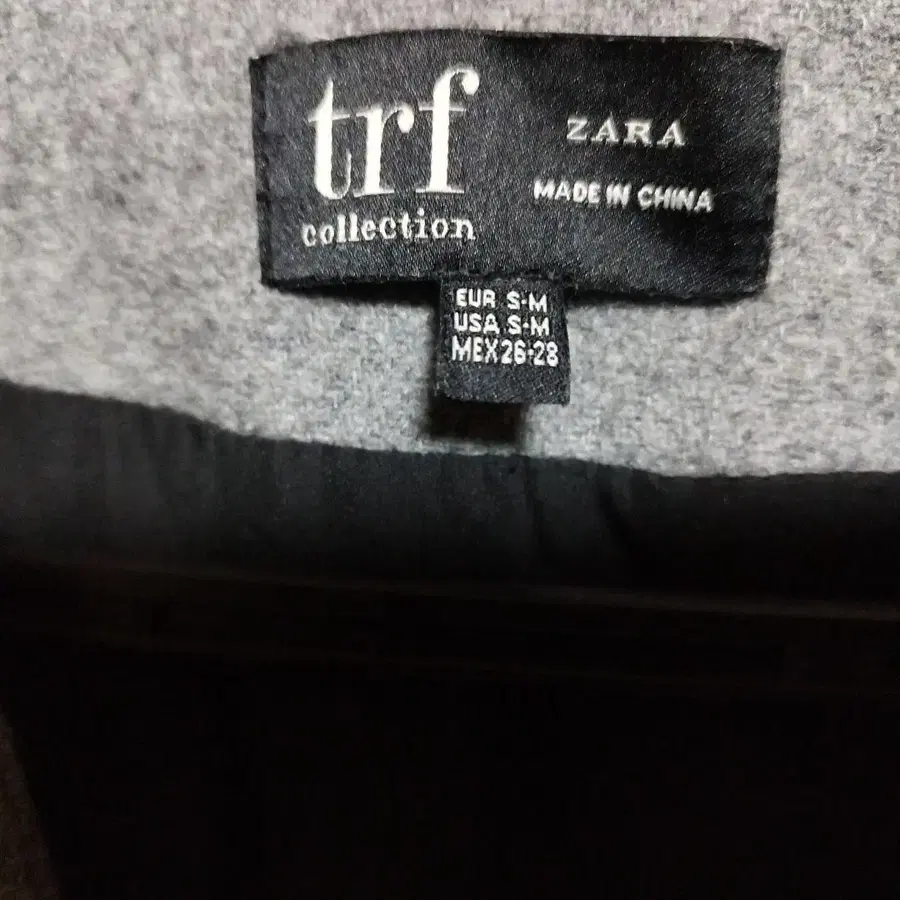 trf
collection
ZARA
MADE IN CHINA
EUR S-M
USA S-M
MEX 26-28